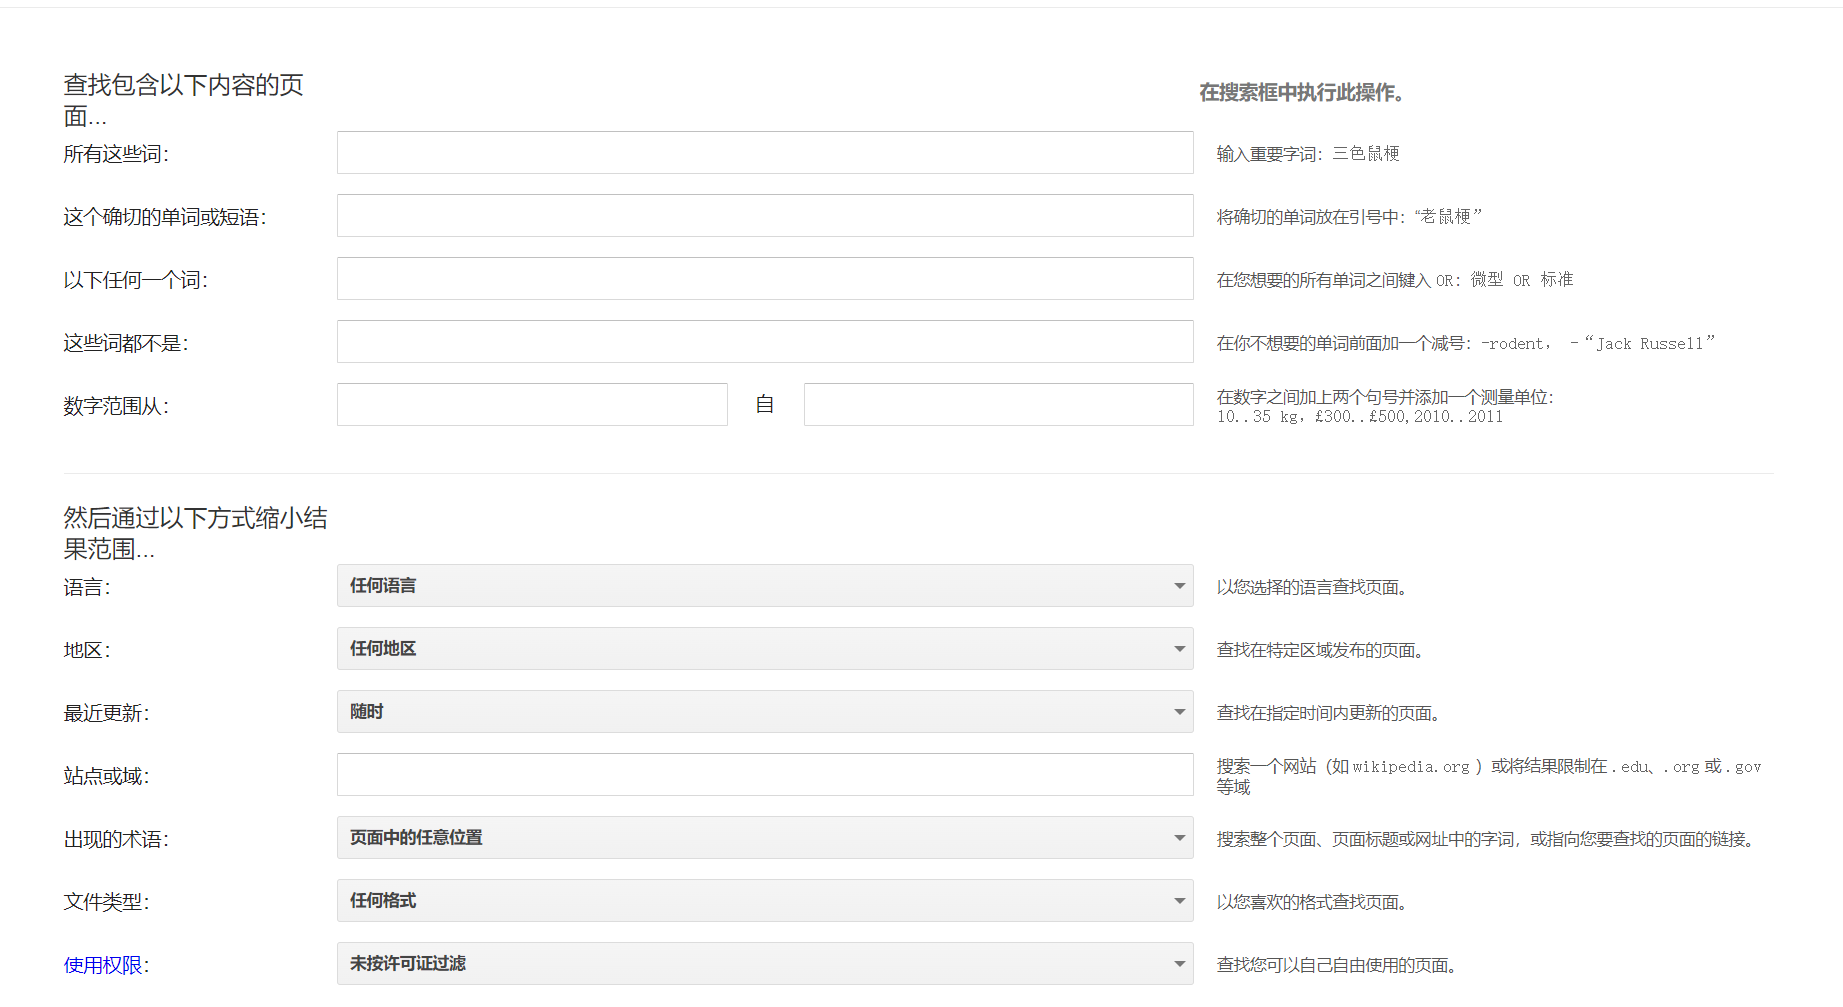 查找包含以下内容的页
面...
在搜索框中执行此操作。
所有这些词：
输入重要字词：三色鼠梗
这个确切的单词或短语：
将确切的单词放在引号中：“老鼠梗”
以下任何一个词：
在您想要的所有单词之间键入 OR：微型 OR 标准
这些词都不是：
在你不想要的单词前面加一个减号：-rodent， -“Jack Russell”
数字范围从：
自
在数字之间加上两个句号并添加一个测量单位：
10..35 kg，£300..£500,2010..2011
然后通过以下方式缩小结
果范围...
语言：
任何语言
以您选择的语言查找页面。
地区：
任何地区
查找在特定区域发布的页面。
最近更新：
随时
查找在指定时间内更新的页面。
站点或域：
搜索一个网站（如 wikipedia.org ）或将结果限制在 .edu、.org 或 .gov
等域
出现的术语：
页面中的任意位置
搜索整个页面、页面标题或网址中的字词，或指向您要查找的页面的链接。
文件类型：
任何格式
以您喜欢的格式查找页面。
使用权限：
未按许可证过滤
查找您可以自己自由使用的页面。